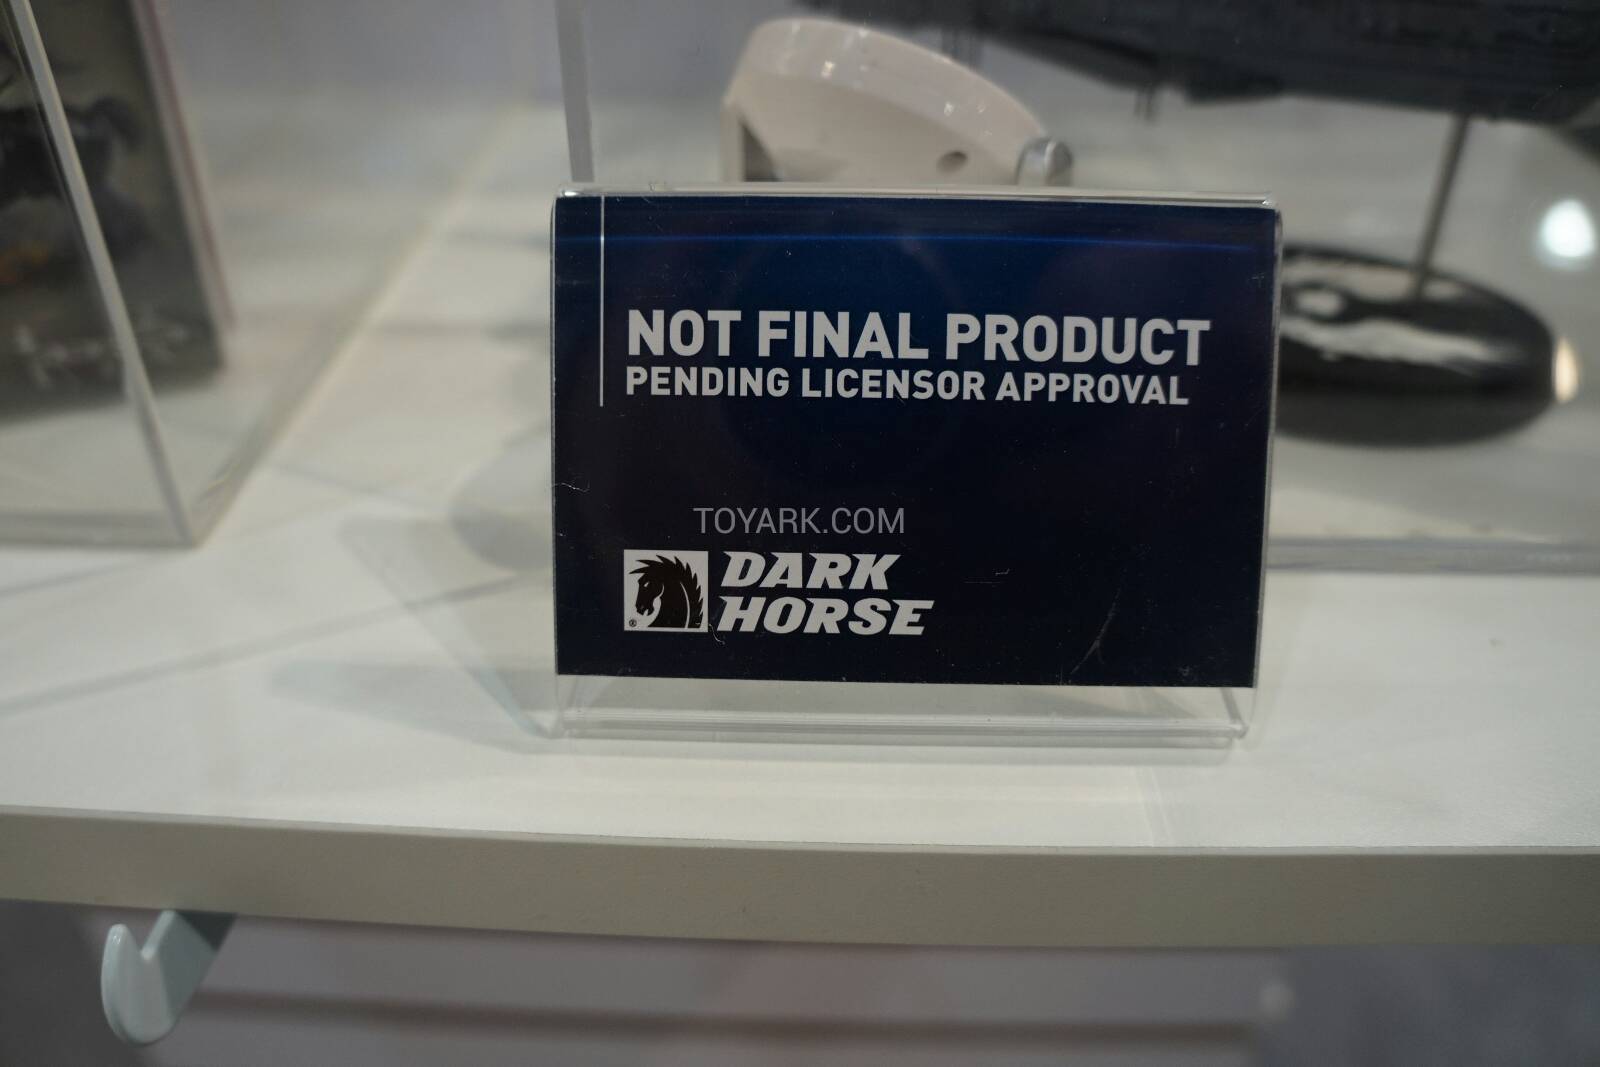 NOT FINAL PRODUCT
PENDING LICENSOR APPROVAL
TOYARK.COM
DARK
HORSE
®